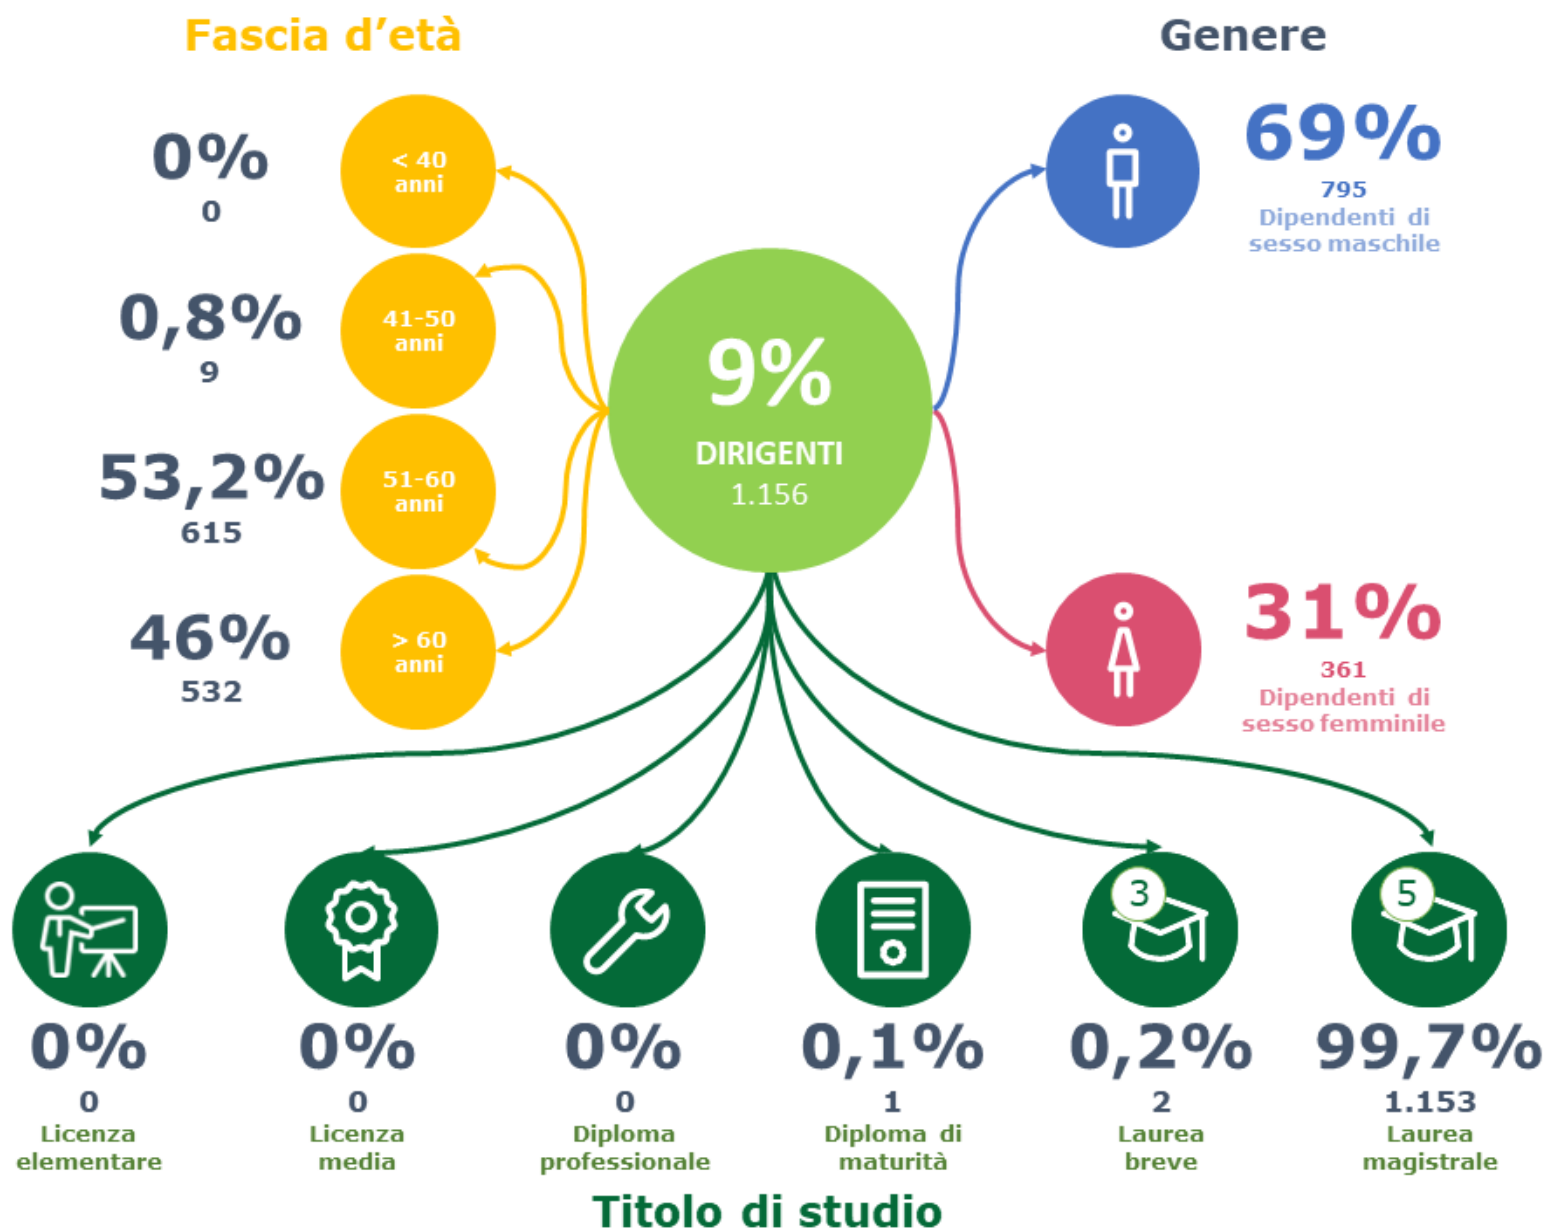 Fascia d’età
Genere
0%
0
< 40
anni
0,8%
9
41-50
anni
53,2%
615
51-60
anni
46%
532
> 60
anni
9%
DIRIGENTI
1.156
69%
795
Dipendenti di
sesso maschile
31%
361
Dipendenti di
sesso femminile
3
5
0%
0
Licenza
elementare
0%
0
Licenza
media
0%
0
Diploma
professionale
0,1%
1
Diploma di
maturità
0,2%
2
Laurea
breve
99,7%
1.153
Laurea
magistrale
Titolo di studio